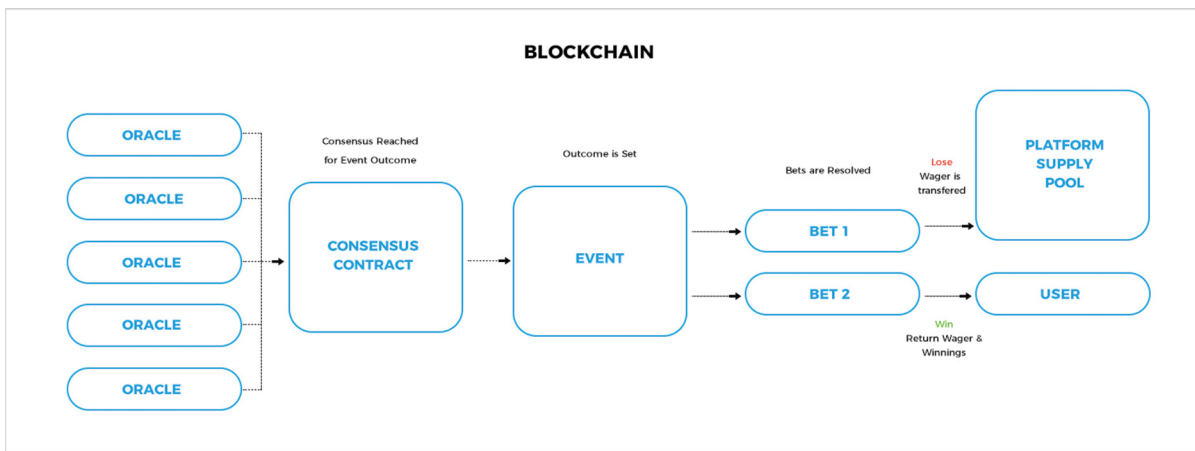 BLOCKCHAIN
ORACLE
ORACLE
ORACLE
ORACLE
ORACLE
Consensus Reached
for Event Outcome
CONSENSUS
CONTRACT
Outcome is Set
EVENT
Bets are Resolved
BET 1
BET 2
Lose
Wager is
transfered
PLATFORM
SUPPLY
POOL
USER
Win
Return Wager &
Winnings